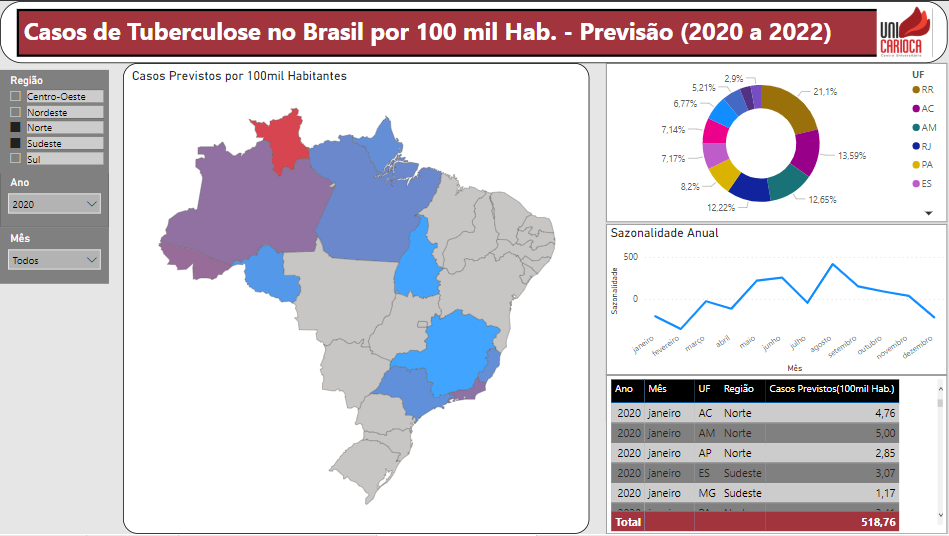 Casos de Tuberculose no Brasil por 100 mil Hab. - Previsão (2020 a 2022)
UNI
CARIOCA
Região
Centro-Oeste
Nordeste
Norte
Sudeste
Sul
Ano
2020
Mês
Todos
Casos Previstos por 100mil Habitantes
2,9%
5,21%
6,77%
7,14%
7,17%
8,2%
12,22%
12,65%
13,59%
21,1%
UF
RR
AC
AM
RJ
PA
ES
Sazonalidade Anual
500
0
Sazonalidade
janeiro
fevereiro
março
abril
maio
junho
julho
agosto
setembro
outubro
novembro
dezembro
Mês
Ano Mês UF Região Casos Previstos(100mil Hab.)
2020 janeiro AC Norte 4,76
2020 janeiro AM Norte 5,00
2020 janeiro AP Norte 2,85
2020 janeiro ES Sudeste 3,07
2020 janeiro MG Sudeste 1,17
Total 518,76